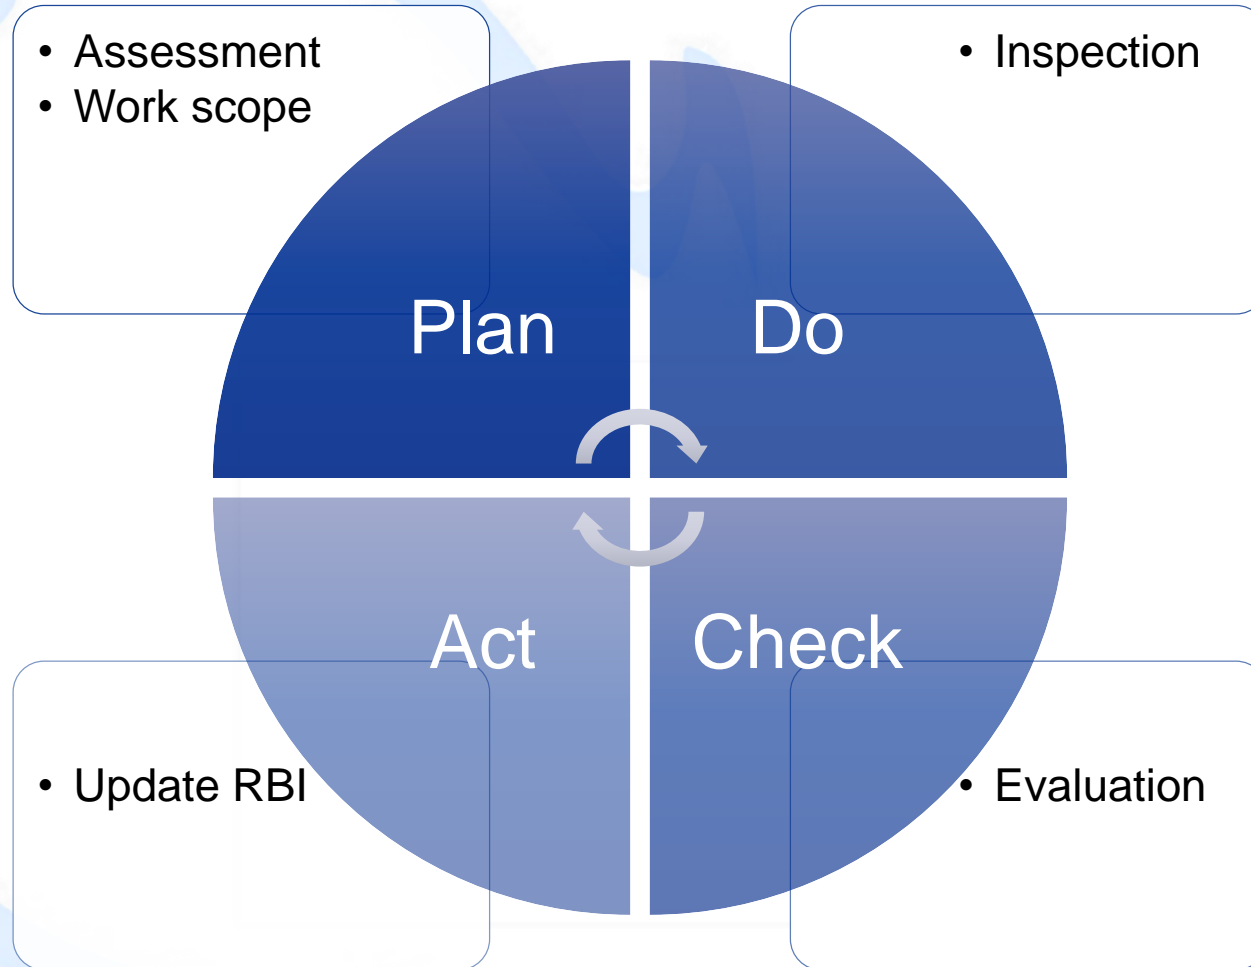 • Assessment
• Work scope
• Inspection
Plan
Do
Act
Check
• Update RBI
• Evaluation